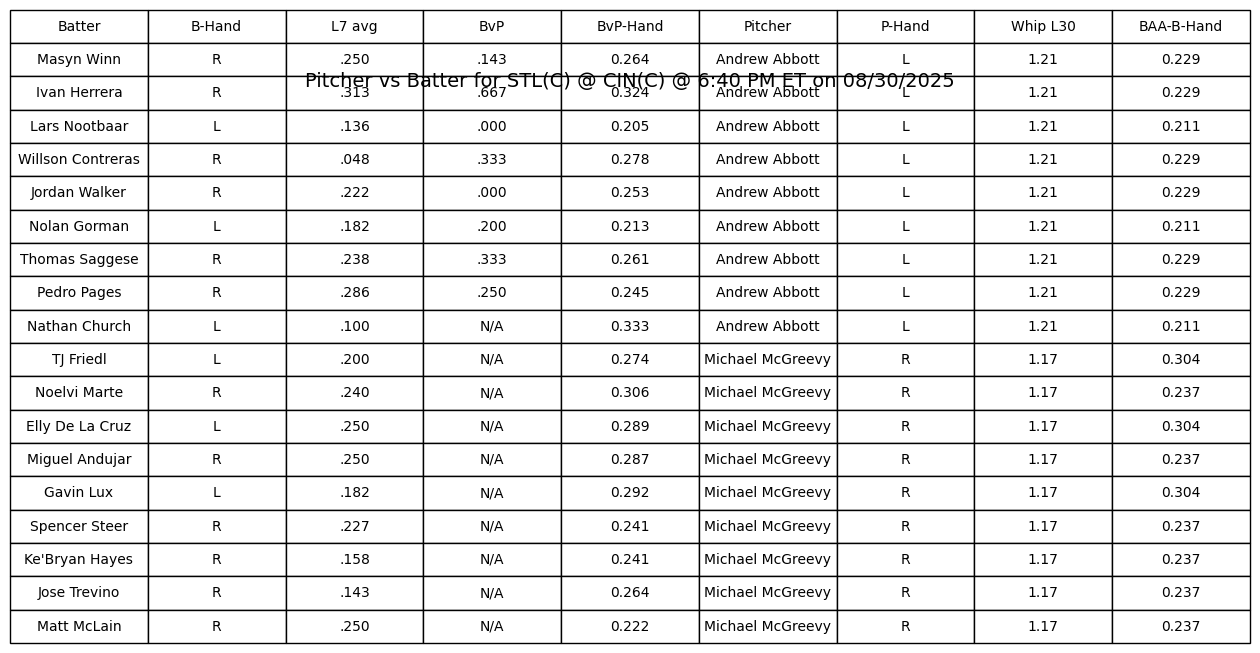 Batter B-Hand L7 avg BvP BvP-Hand Pitcher P-Hand Whip L30 BAA-B-Hand
Masyn Winn R .250 .143 0.264 Andrew Abbott L 1.21 0.229
Pitcher vs Batter for STL(C) @ CIN(C) @ 6:40 PM ET on 08/30/2025
Ivan Herrera R .313 .667 0.324 Andrew Abbott L 1.21 0.229
Lars Nootbaar L .136 .000 0.205 Andrew Abbott L 1.21 0.211
Willson Contreras R .048 .333 0.278 Andrew Abbott L 1.21 0.229
Jordan Walker R .222 .000 0.253 Andrew Abbott L 1.21 0.229
Nolan Gorman L .182 .200 0.213 Andrew Abbott L 1.21 0.211
Thomas Saggese R .238 .333 0.261 Andrew Abbott L 1.21 0.229
Pedro Pages R .286 .250 0.245 Andrew Abbott L 1.21 0.229
Nathan Church L .100 N/A 0.333 Andrew Abbott L 1.21 0.211
TJ Friedl L .200 N/A 0.274 Michael McGreevy R 1.17 0.304
Noelvi Marte R .240 N/A 0.306 Michael McGreevy R 1.17 0.237
Elly De La Cruz L .250 N/A 0.289 Michael McGreevy R 1.17 0.304
Miguel Andujar R .250 N/A 0.287 Michael McGreevy R 1.17 0.237
Gavin Lux L .182 N/A 0.292 Michael McGreevy R 1.17 0.304
Spencer Steer R .227 N/A 0.241 Michael McGreevy R 1.17 0.237
Ke'Bryan Hayes R .158 N/A 0.241 Michael McGreevy R 1.17 0.237
Jose Trevino R .143 N/A 0.264 Michael McGreevy R 1.17 0.237
Matt McLain R .250 N/A 0.222 Michael McGreevy R 1.17 0.237